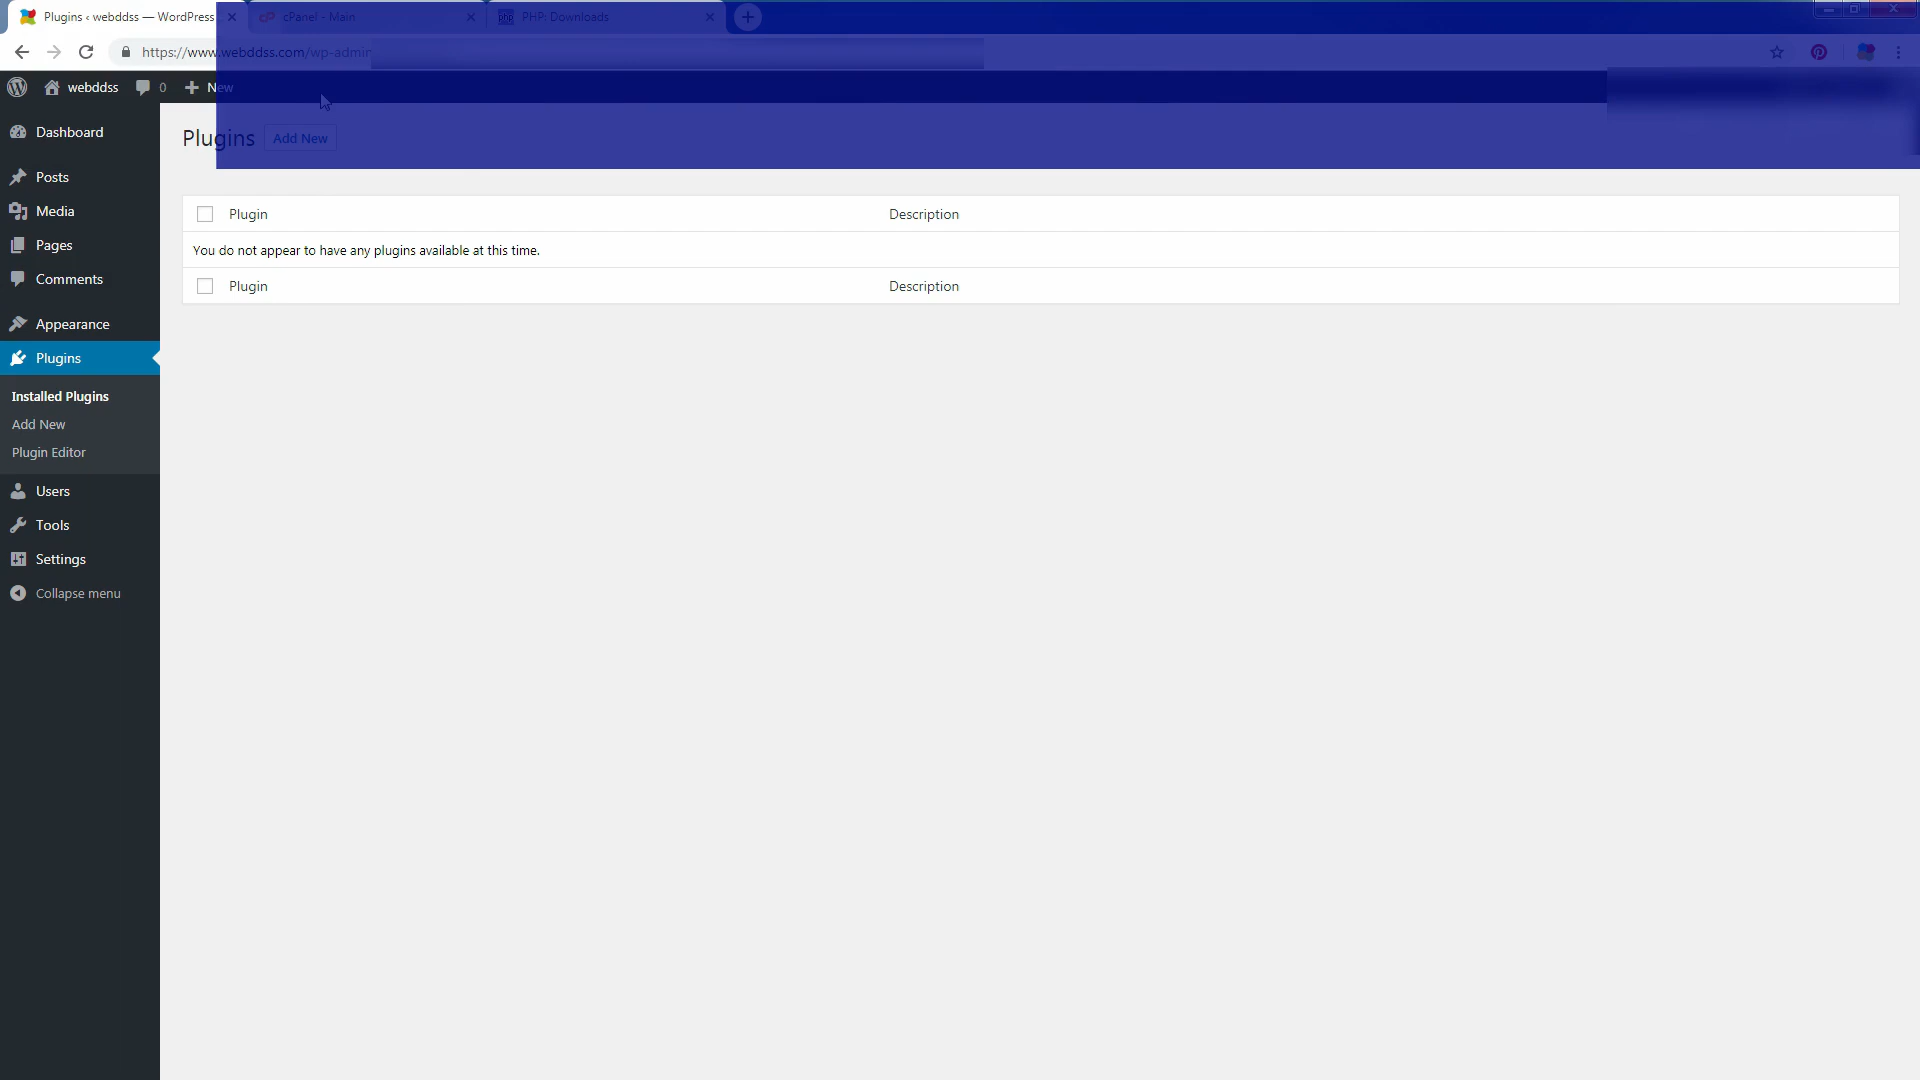 Plugins ‹ webddss — WordPress
cPanel - Main
PHP: Downloads
https://www.webddss.com/wp-admin
webddss
0
New
Dashboard
Posts
Media
Pages
Comments
Appearance
Plugins
Installed Plugins
Add New
Plugin Editor
Users
Tools
Settings
Collapse menu
Plugins
Add New
Plugin
Description
You do not appear to have any plugins available at this time.
Plugin
Description